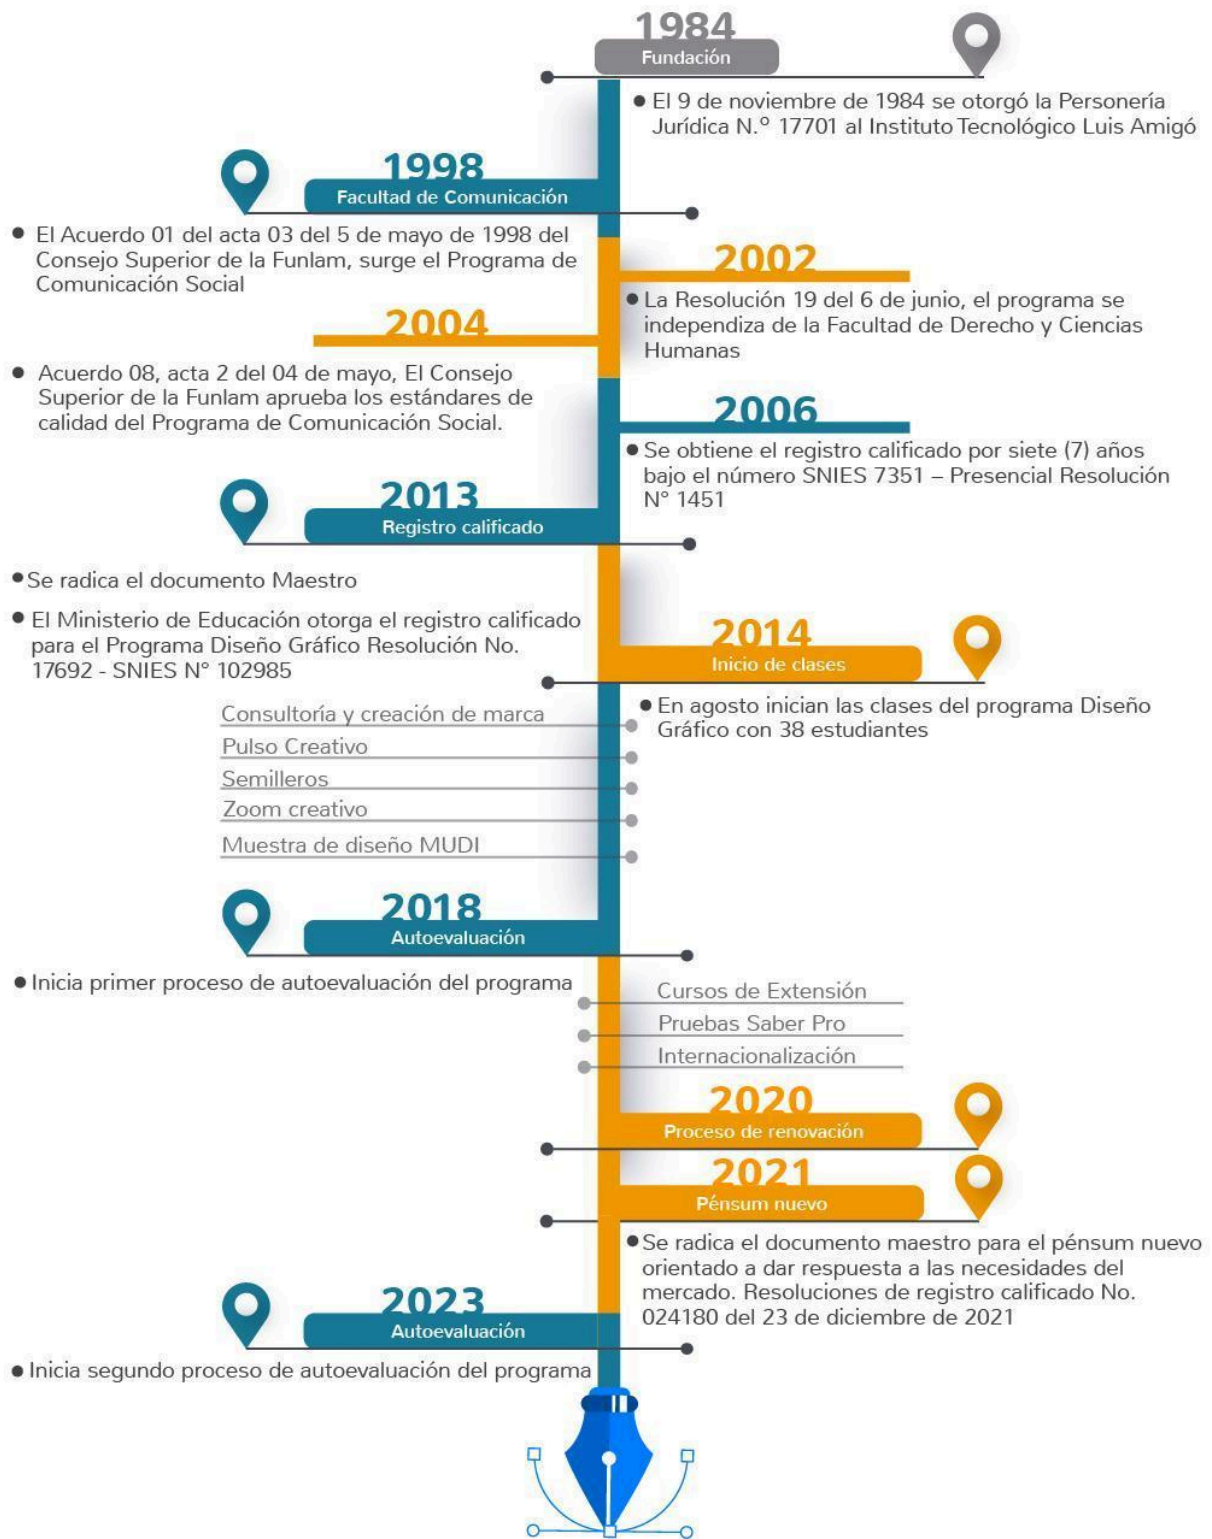 1984
Fundación
El 9 de noviembre de 1984 se otorgó la Personería
Jurídica N.º 17701 al Instituto Tecnológico Luis Amigó
1998
Facultad de Comunicación
El Acuerdo 01 del acta 03 del 5 de mayo de 1998 del
Consejo Superior de la Funlam, surge el Programa de
Comunicación Social
2002
La Resolución 19 del 6 de junio, el programa se
independiza de la Facultad de Derecho y Ciencias
Humanas
2004
Acuerdo 08, acta 2 del 04 de mayo, El Consejo
Superior de la Funlam aprueba los estándares de
calidad del Programa de Comunicación Social.
2006
Se obtiene el registro calificado por siete (7) años
bajo el número SNIES 7351 – Presencial Resolución
N° 1451
2013
Registro calificado
Se radica el documento Maestro
El Ministerio de Educación otorga el registro calificado
para el Programa Diseño Gráfico Resolución No.
17692 - SNIES N° 102985
2014
Inicio de clases
En agosto inician las clases del programa Diseño
Gráfico con 38 estudiantes
Consultoría y creación de marca
Pulso Creativo
Semilleros
Zoom creativo
Muestra de diseño MUDI
2018
Autoevaluación
Inicia primer proceso de autoevaluación del programa
Cursos de Extensión
Pruebas Saber Pro
Internacionalización
2020
Proceso de renovación
2021
Pénsum nuevo
Se radica el documento maestro para el pénsum nuevo
orientado a dar respuesta a las necesidades del
mercado. Resoluciones de registro calificado No.
024180 del 23 de diciembre de 2021
2023
Autoevaluación
Inicia segundo proceso de autoevaluación del programa